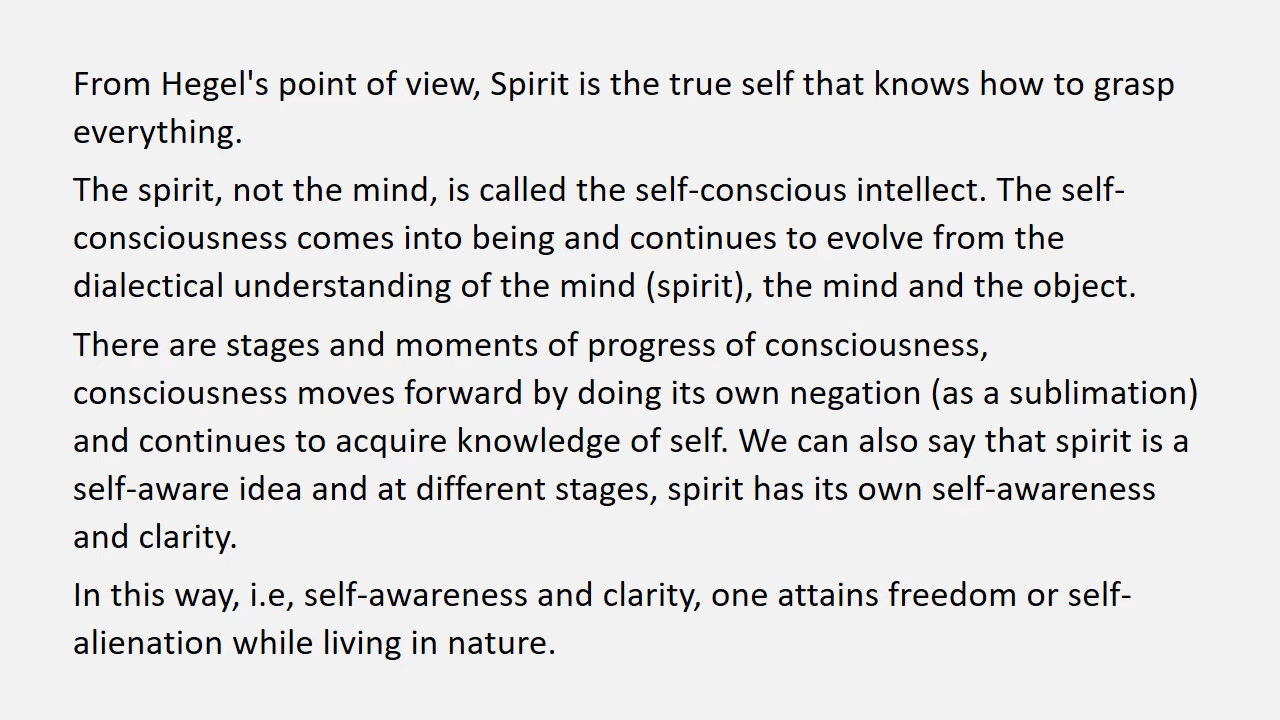 From Hegel's point of view, Spirit is the true self that knows how to grasp
everything.
The spirit, not the mind, is called the self-conscious intellect. The self-
consciousness comes into being and continues to evolve from the
dialectical understanding of the mind (spirit), the mind and the object.
There are stages and moments of progress of consciousness,
consciousness moves forward by doing its own negation (as a sublimation)
and continues to acquire knowledge of self. We can also say that spirit is a
self-aware idea and at different stages, spirit has its own self-awareness
and clarity.
In this way, i.e, self-awareness and clarity, one attains freedom or self-
alienation while living in nature.